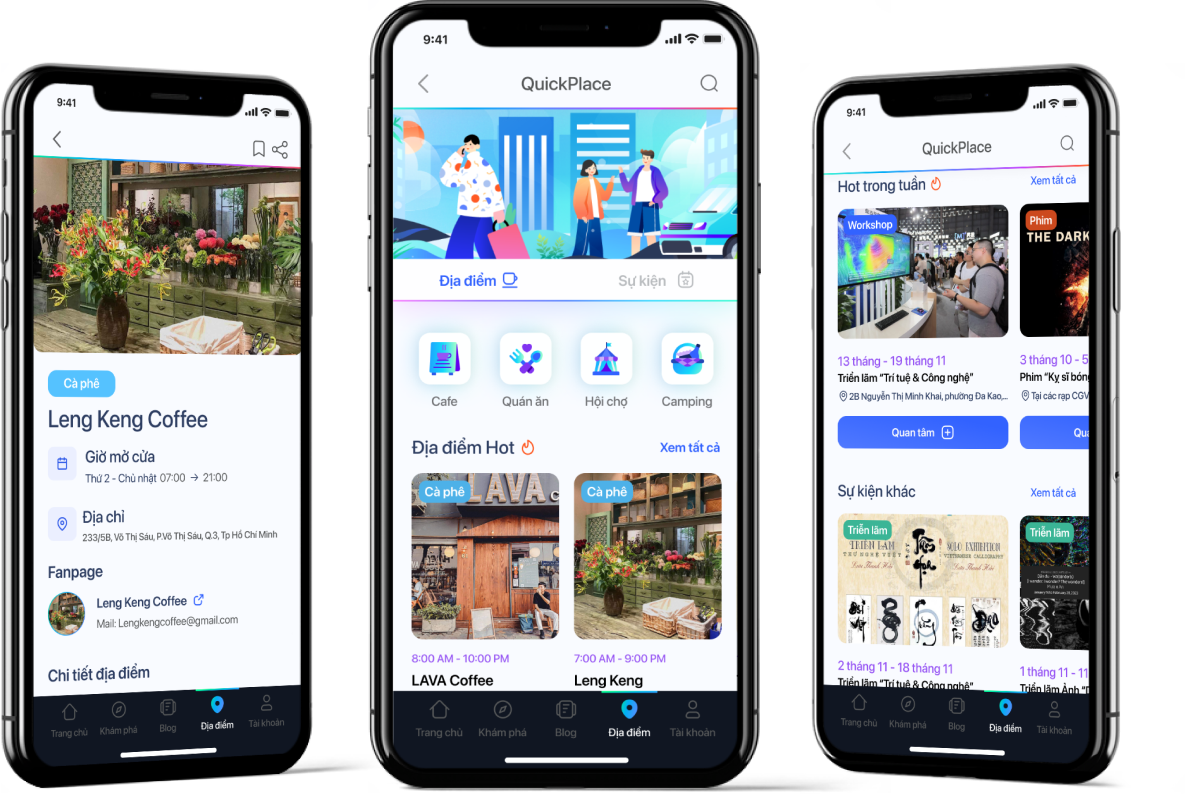 9:41
Cà phê
Leng Keng Coffee
Giờ mở cửa
Thứ 2 - Chủ nhật 07:00 → 21:00
Địa chỉ
233/5B, Võ Thị Sáu, P.Võ Thị Sáu, Q.3, Tp Hồ Chí Minh
Fanpage
Leng Keng Coffee
Mail: Lengkengcoffee@gmail.com
Chi tiết địa điểm
Trang chủ
Khám phá
Blog
Địa điểm
Tài khoản
9:41
QuickPlace
Địa điểm
Sự kiện
Cafe
Quán ăn
Hội chợ
Camping
Địa điểm Hot
Xem tất cả
Cà phê
LAVA
Cà phê
8:00 AM - 10:00 PM
LAVA Coffee
7:00 AM - 9:00 PM
Leng Keng
Trang chủ
Khám phá
Blog
Địa điểm
Tài khoản
9:41
QuickPlace
Hot trong tuần
Xem tất cả
Workshop
Phim
THE DARK
13 tháng - 19 tháng 11
Triển lãm “Trí tuệ & Công nghệ”
2B Nguyễn Thị Minh Khai, phường Đa Kao,...
Quan tâm
3 tháng 10 - 5
Phim “Kỵ sĩ bóng
Tại các rạp CGV
Qua
Sự kiện khác
Xem tất cả
Triển lãm
TRIỂN LÃM
THƯ NGHỆ VIỆT
SOLO EXHIBITION
VIETNAMESE CALLIGRAPHY
Triển lãm
2 tháng 11 - 18 tháng 11
Triển lãm “Trí tuệ & Công nghệ”
1 tháng 11 - 11
Triển lãm Ảnh
Trang chủ
Khám phá
Blog
Địa điểm
Tài khoản